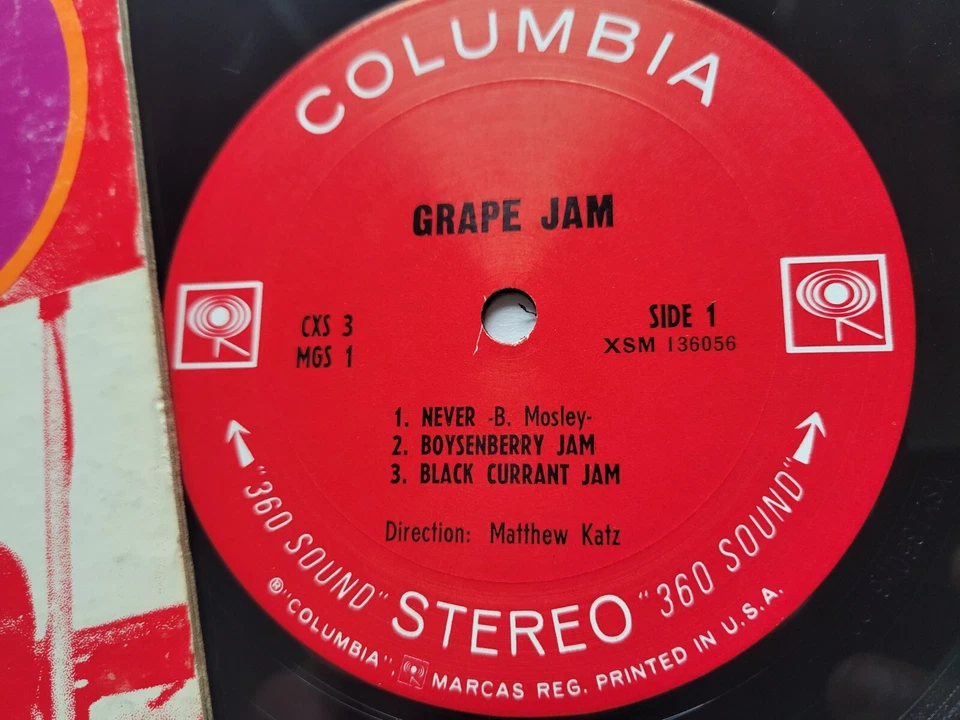 COLUMBIA
GRAPE JAM
CXS 3
MGS 1
SIDE 1
XSM 136056
1. NEVER -B. Mosley-
2. BOYSENBERRY JAM
3. BLACK CURRANT JAM
Direction: Matthew Katz
"360 SOUND" STEREO "360 SOUND"
® "COLUMBIA", MARCAS REG. PRINTED IN U.S.A.